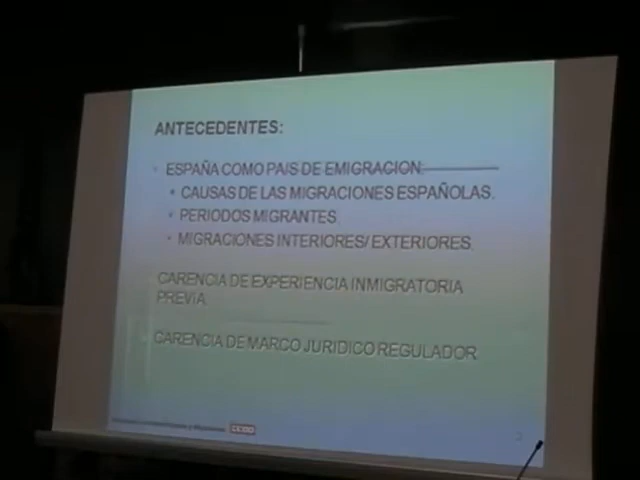 ANTECEDENTES:
• ESPAÑA COMO PAIS DE EMIGRACION:
• CAUSAS DE LAS MIGRACIONES ESPAÑOLAS.
• PERIODOS MIGRANTES.
• MIGRACIONES INTERIORES/ EXTERIORES.
CARENCIA DE EXPERIENCIA INMIGRATORIA
PREVIA.
CARENCIA DE MARCO JURIDICO REGULADOR